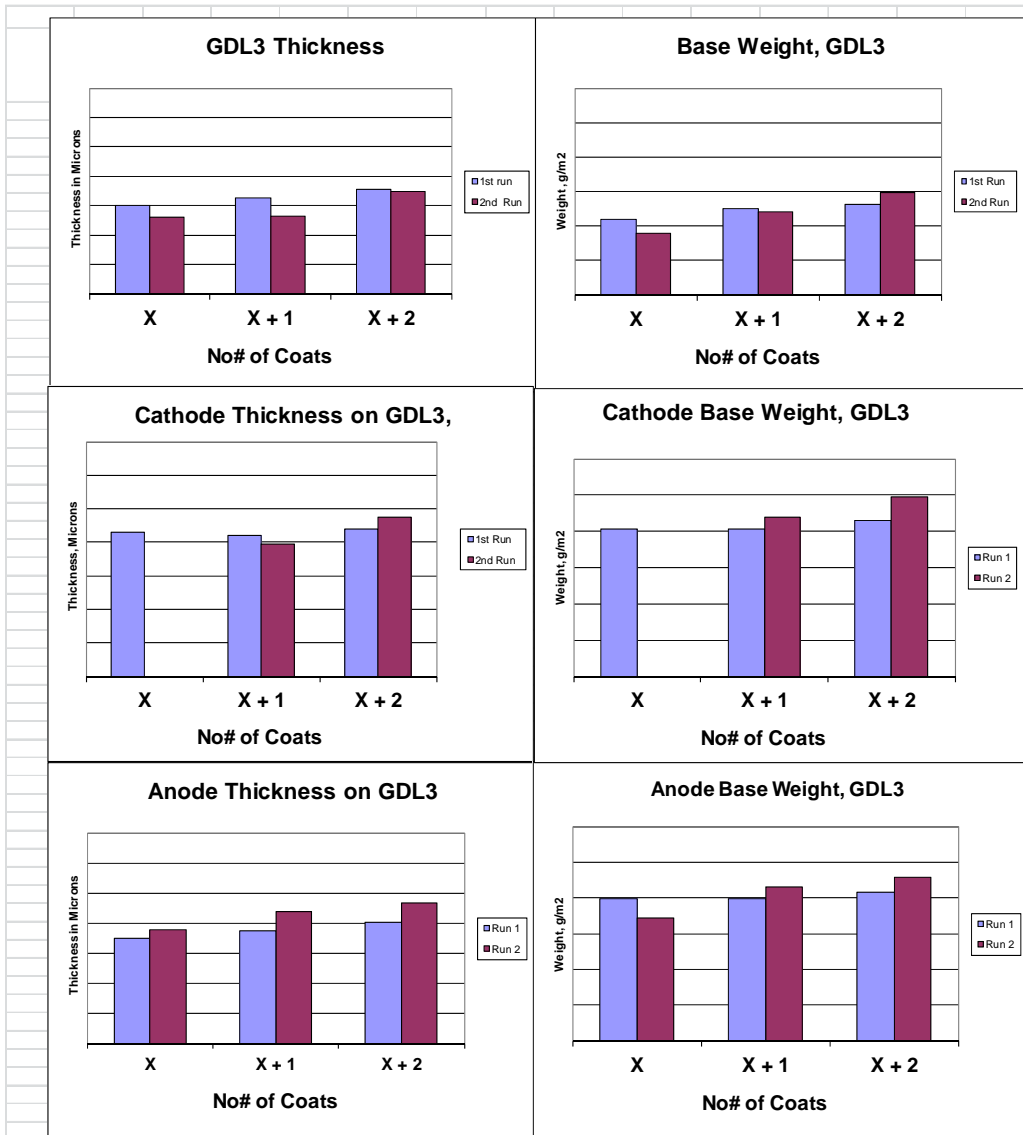 GDL3 Thickness
Thickness in Microns
1st run
2nd Run
X
X + 1
X + 2
No# of Coats
Base Weight, GDL3
Weight, g/m2
1st Run
2nd Run
X
X + 1
X + 2
No# of Coats
Cathode Thickness on GDL3,
Thickness, Microns
1st Run
2nd Run
X
X + 1
X + 2
No# of Coats
Cathode Base Weight, GDL3
Weight, g/m2
Run 1
Run 2
X
X + 1
X + 2
No# of Coats
Anode Thickness on GDL3
Thickness in Microns
Run 1
Run 2
X
X + 1
X + 2
No# of Coats
Anode Base Weight, GDL3
Weight, g/m2
Run 1
Run 2
X
X + 1
X + 2
No# of Coats